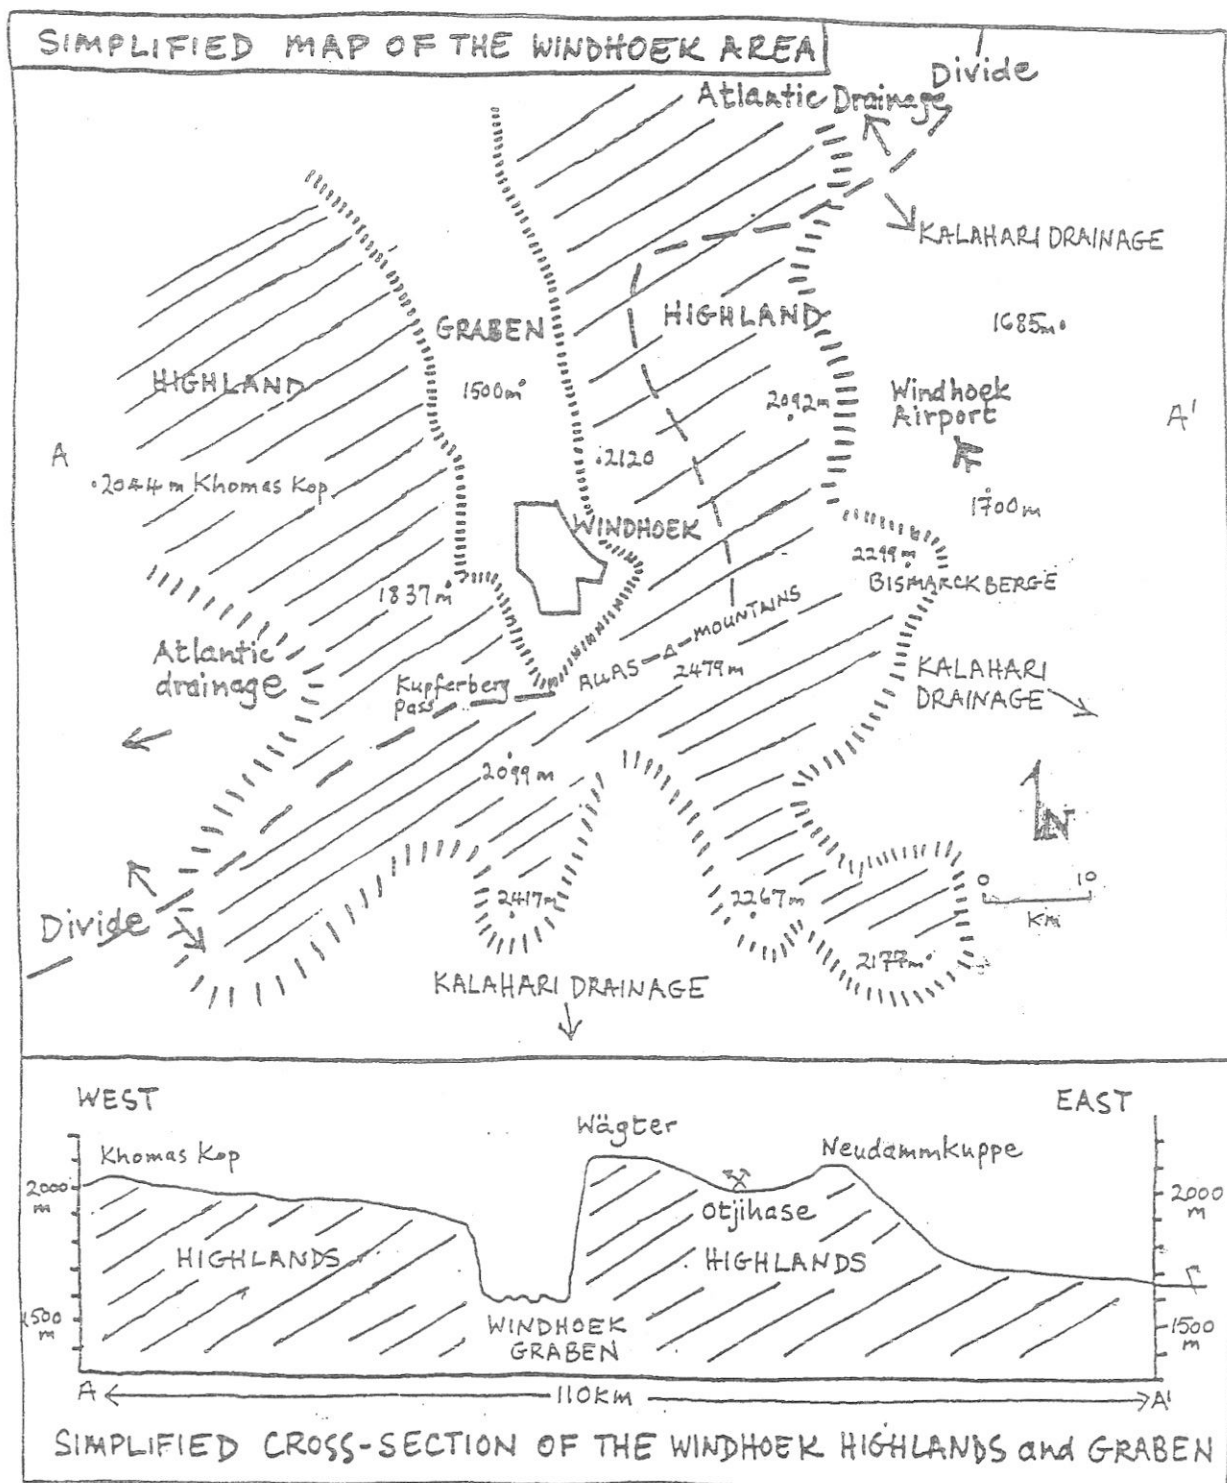 SIMPLIFIED MAP OF THE WINDHOEK AREA
Divide
Atlantic Drainage
KALAHARI DRAINAGE
GRABEN
HIGHLAND
1685m
HIGHLAND
1500m
2092m
Windhoek
Airport
A
A'
2120
2044m Khomas Kop
1700m
WINDHOEK
2299m
BISMARCKBERGE
1837m
MOUNTAINS
Atlantic
drainage
AUAS
2479m
Kupferberg
Pass
KALAHARI
DRAINAGE
2099m
N
0 10
Km
2417m
2267m
Divide
2177m
KALAHARI DRAINAGE
WEST
EAST
Wägter
Khomas Kop
Neudammkuppe
2000
m
2000
m
Otjihase
HIGHLANDS
HIGHLANDS
1500
m
WINDHOEK
GRABEN
1500
m
A 110km A'
SIMPLIFIED CROSS-SECTION OF THE WINDHOEK HIGHLANDS and GRABEN